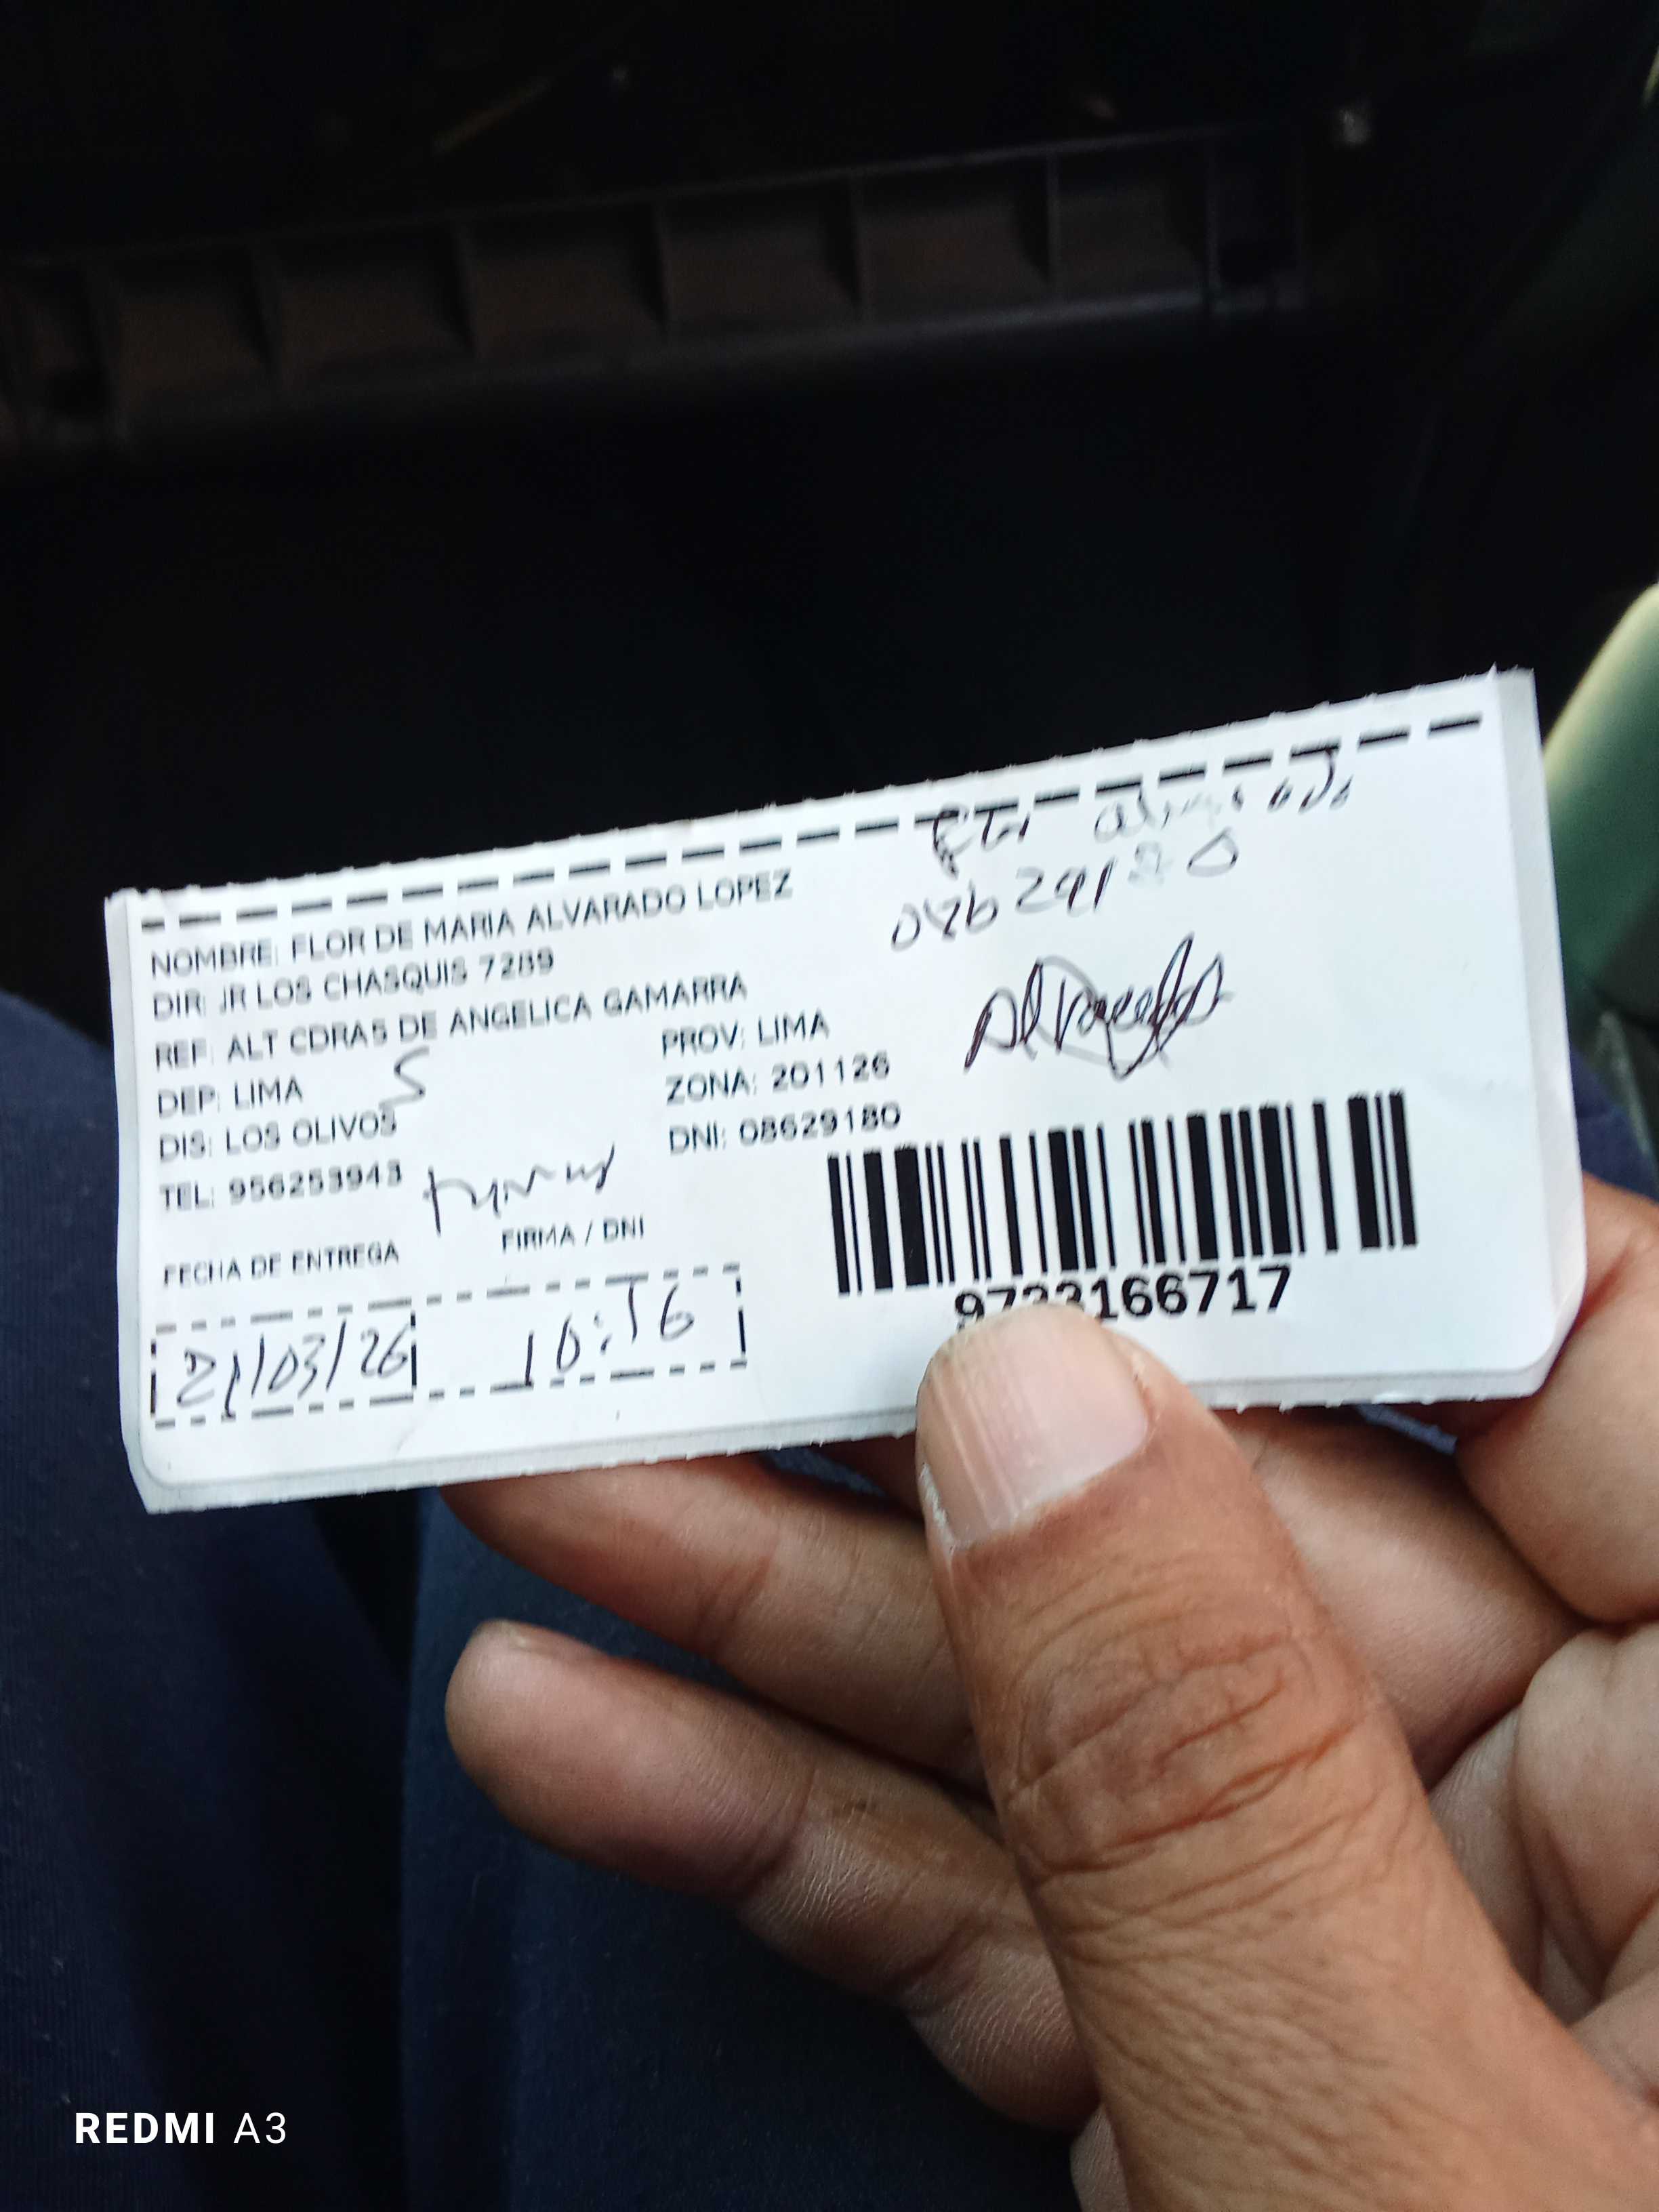 NOMBRE: FLOR DE MARIA ALVARADO LOPEZ
DIR: JR LOS CHASQUIS 7289
REF: ALT CDRA5 DE ANGELICA GAMARRA
DEP: LIMA
PROV: LIMA
DIS: LOS OLIVOS
ZONA: 201126
TEL: 956253943
DNI: 08629180
FECHA DE ENTREGA
FIRMA / DNI
21/03/26
10:56
166717
REDMI A3